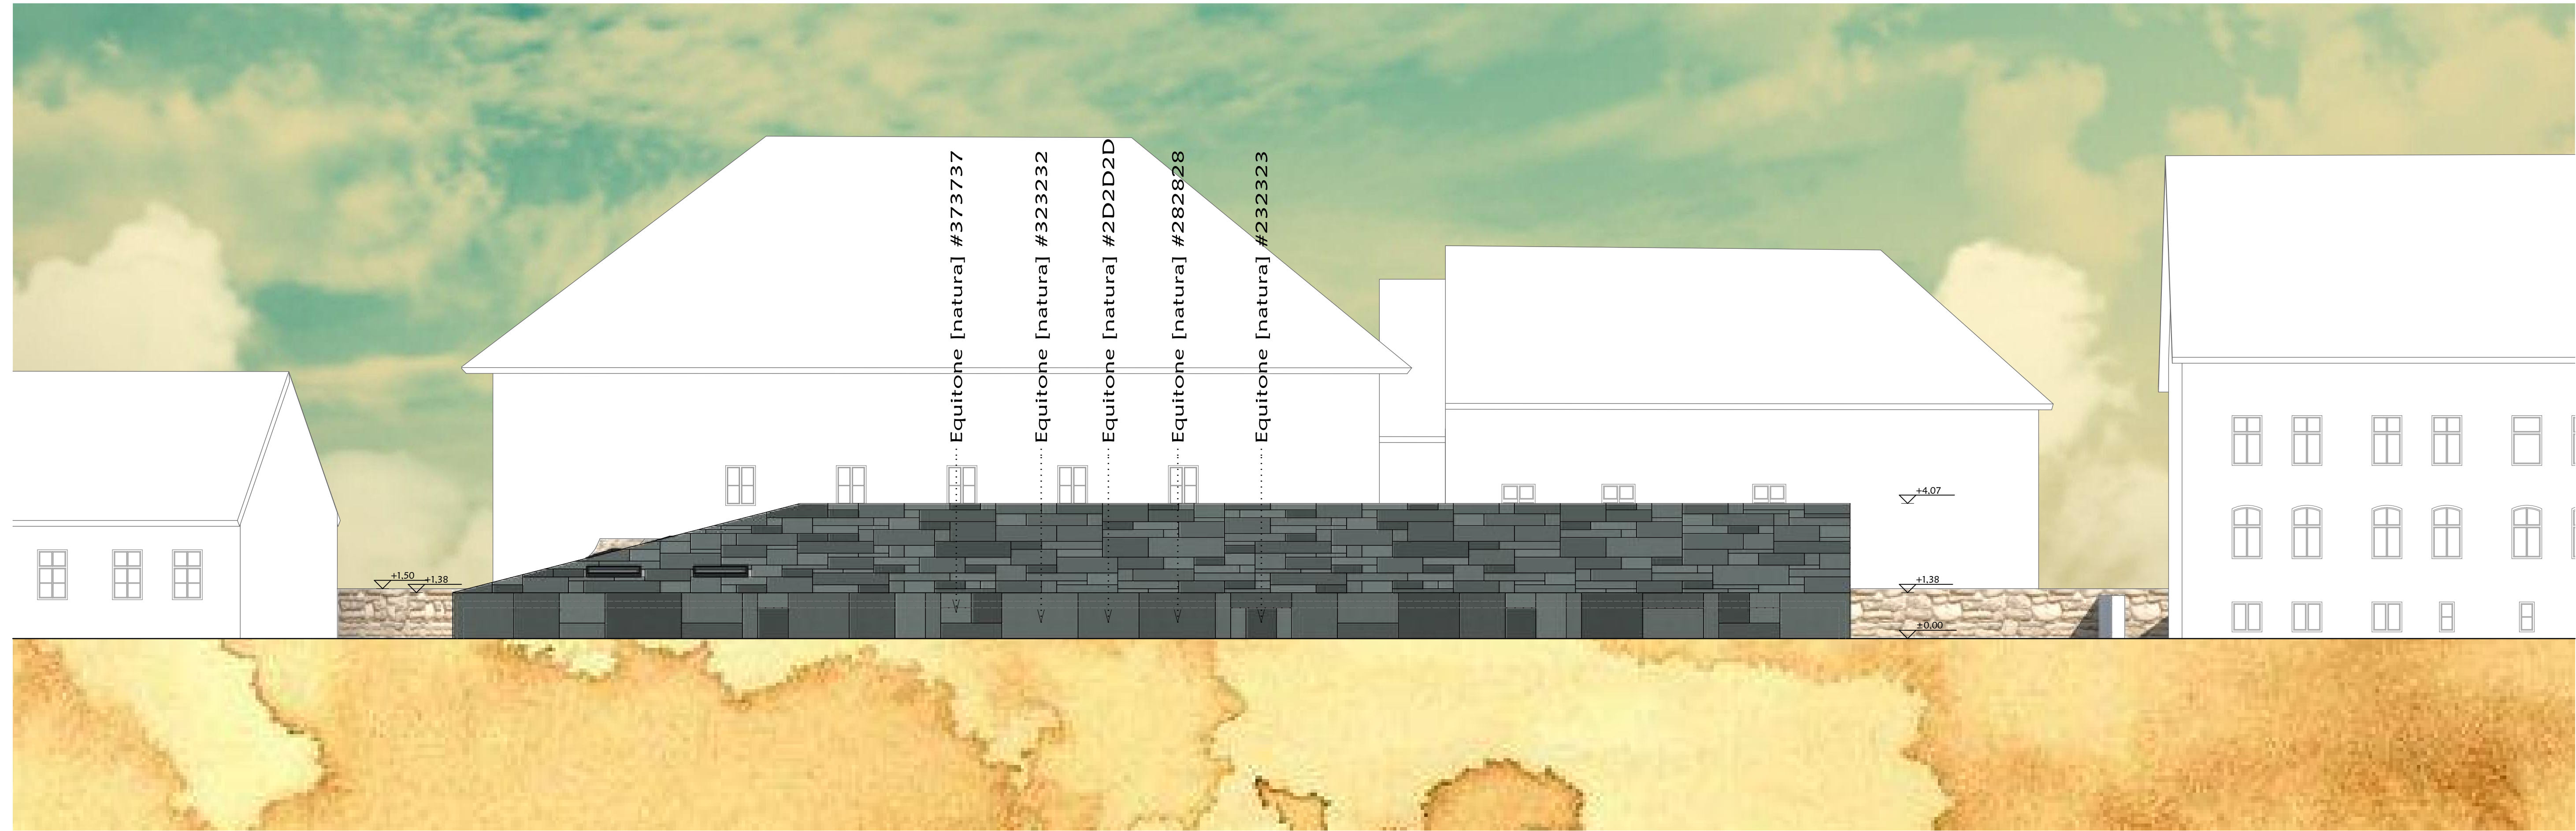 Equitone [natura] #373737
Equitone [natura] #323232
Equitone [natura] #2D2D2D
Equitone [natura] #282828
Equitone [natura] #232323
+4,07
+1,50
+1,38
+1,38
±0,00